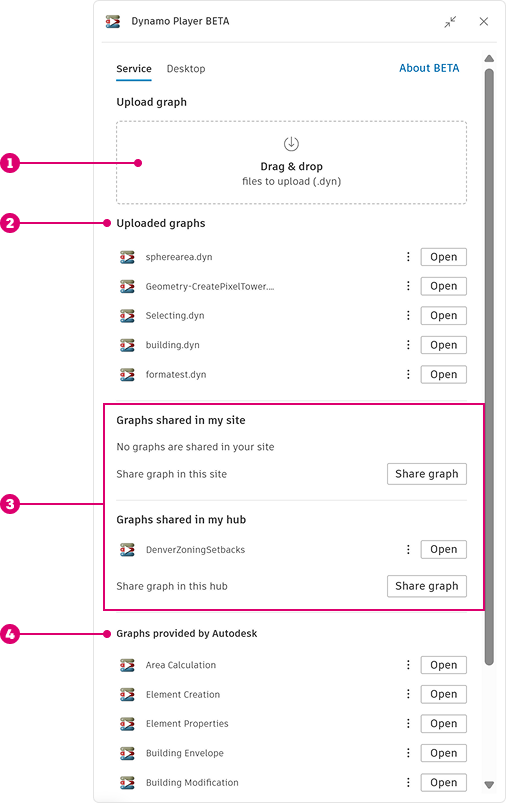 Dynamo Player BETA
Service Desktop About BETA
Upload graph
1
Drag & drop
files to upload (.dyn)
2 Uploaded graphs
spherearea.dyn Open
Geometry-CreatePixelTower.... Open
Selecting.dyn Open
building.dyn Open
formatest.dyn Open
Graphs shared in my site
No graphs are shared in your site
Share graph in this site Share graph
3
Graphs shared in my hub
DenverZoningSetbacks Open
Share graph in this hub Share graph
4 Graphs provided by Autodesk
Area Calculation Open
Element Creation Open
Element Properties Open
Building Envelope Open
Building Modification Open